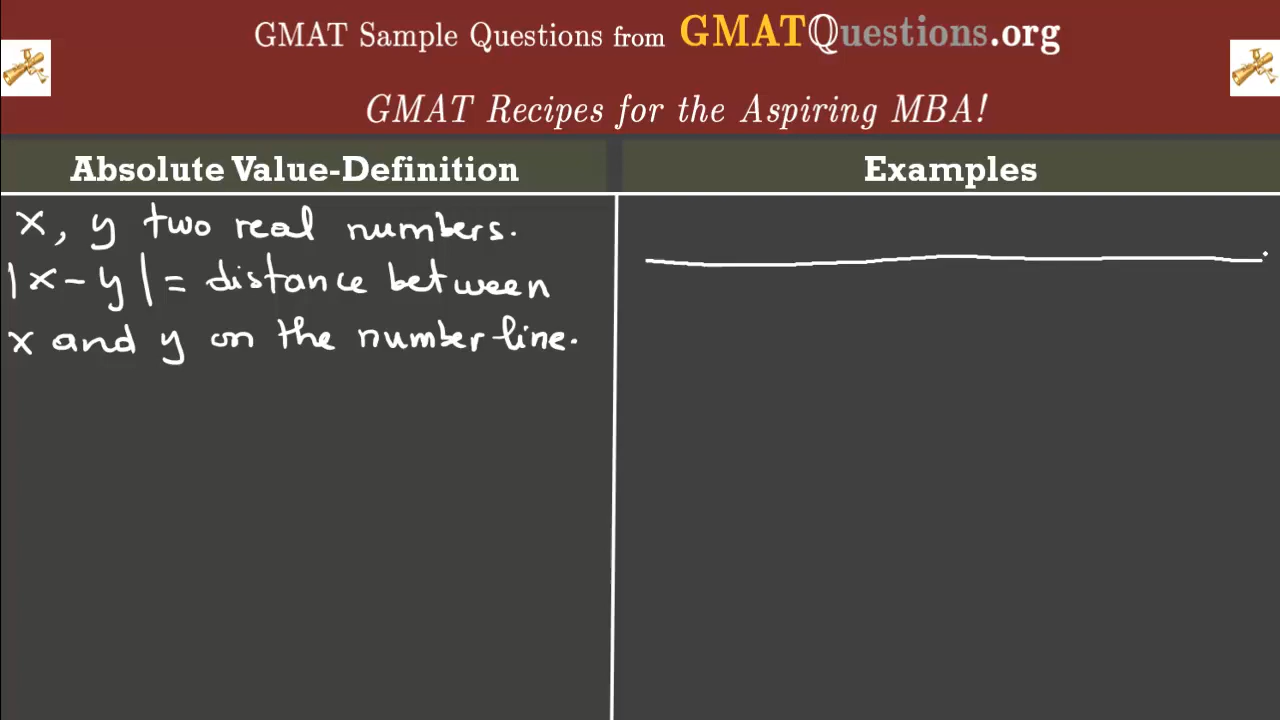 GMAT Sample Questions from GMATQuestions.org
GMAT Recipes for the Aspiring MBA!
Absolute Value-Definition
Examples
x, y two real numbers.
|x - y| = distance between
x and y on the number line.